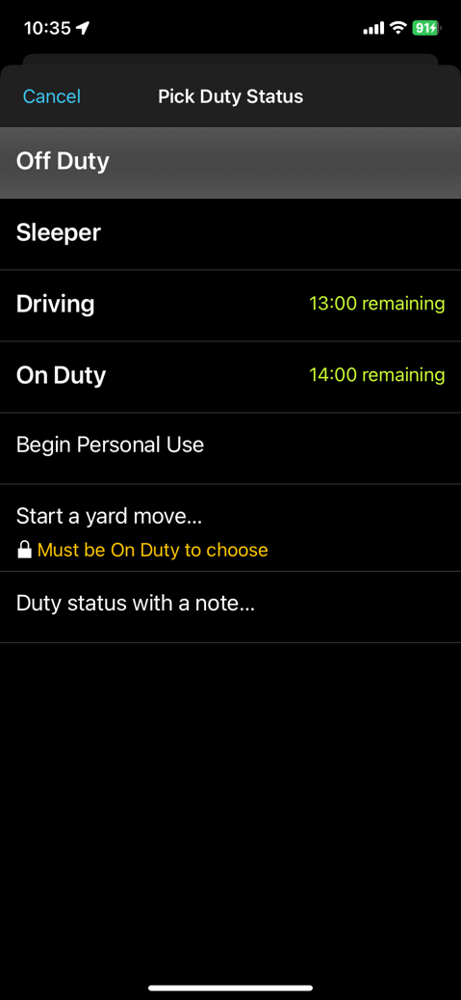 10:35
91
Cancel
Pick Duty Status
Off Duty
Sleeper
Driving
13:00 remaining
On Duty
14:00 remaining
Begin Personal Use
Start a yard move...
Must be On Duty to choose
Duty status with a note...